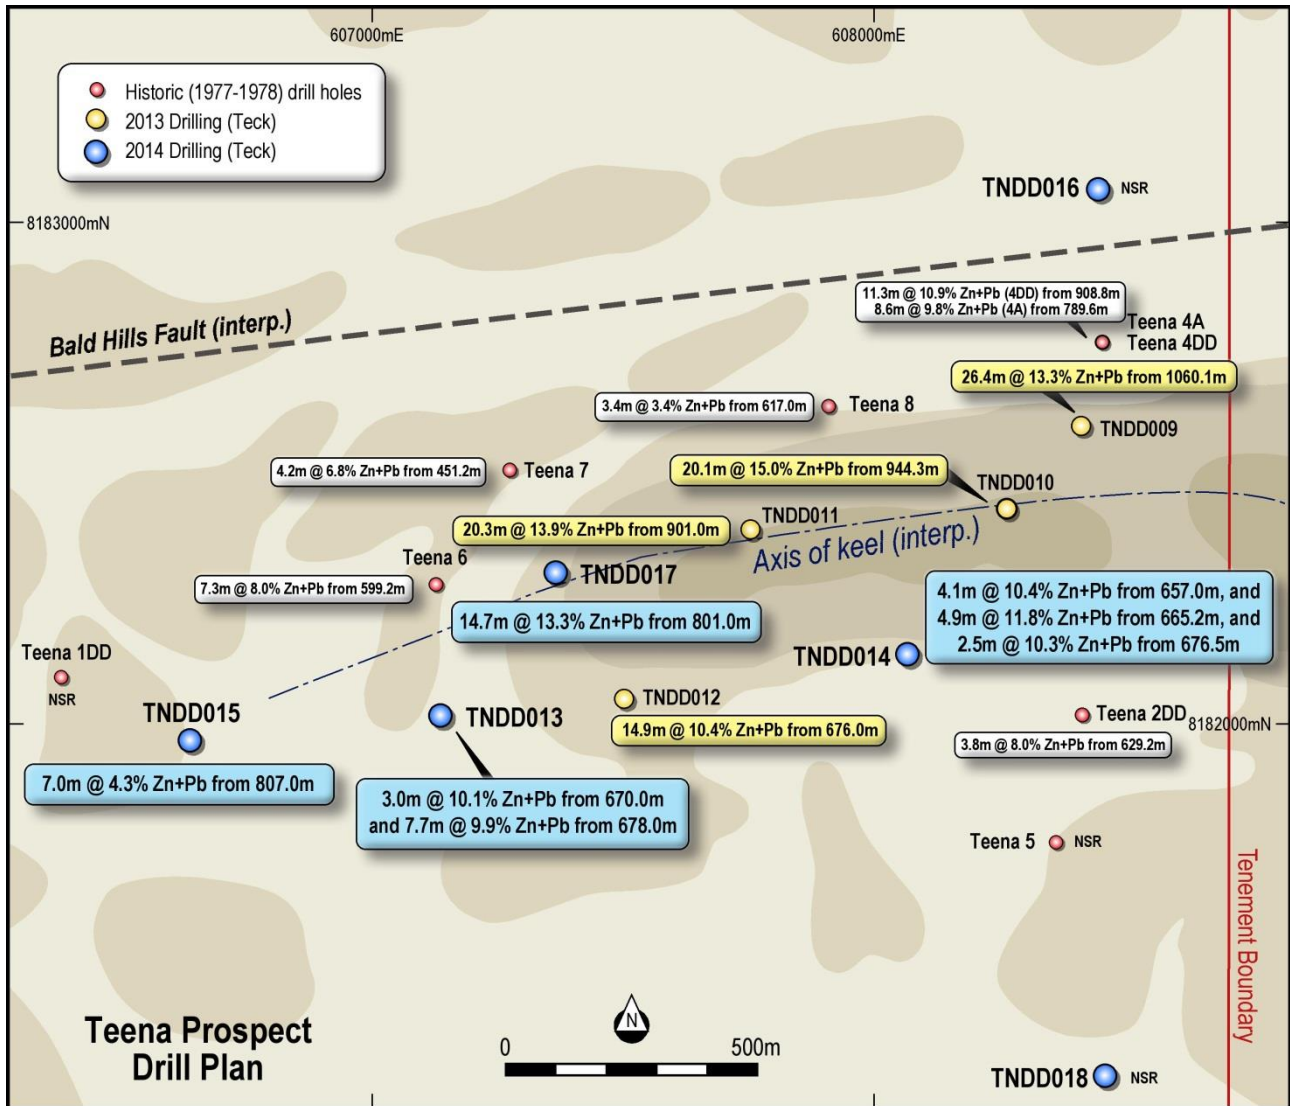 607000mE
608000mE
Historic (1977-1978) drill holes
2013 Drilling (Teck)
2014 Drilling (Teck)
TNDD016
NSR
8183000mN
Bald Hills Fault (interp.)
11.3m @ 10.9% Zn+Pb (4DD) from 908.8m
8.6m @ 9.8% Zn+Pb (4A) from 789.6m
Teena 4A
Teena 4DD
26.4m @ 13.3% Zn+Pb from 1060.1m
3.4m @ 3.4% Zn+Pb from 617.0m
Teena 8
TNDD009
4.2m @ 6.8% Zn+Pb from 451.2m
Teena 7
20.1m @ 15.0% Zn+Pb from 944.3m
TNDD010
20.3m @ 13.9% Zn+Pb from 901.0m
TNDD011
Axis of keel (interp.)
Teena 6
7.3m @ 8.0% Zn+Pb from 599.2m
TNDD017
14.7m @ 13.3% Zn+Pb from 801.0m
4.1m @ 10.4% Zn+Pb from 657.0m, and
4.9m @ 11.8% Zn+Pb from 665.2m, and
2.5m @ 10.3% Zn+Pb from 676.5m
TNDD014
Teena 1DD
NSR
TNDD015
7.0m @ 4.3% Zn+Pb from 807.0m
TNDD013
3.0m @ 10.1% Zn+Pb from 670.0m
and 7.7m @ 9.9% Zn+Pb from 678.0m
TNDD012
14.9m @ 10.4% Zn+Pb from 676.0m
Teena 2DD
8182000mN
3.8m @ 8.0% Zn+Pb from 629.2m
Teena 5
NSR
Tenement Boundary
Teena Prospect
Drill Plan
N
0
500m
TNDD018
NSR